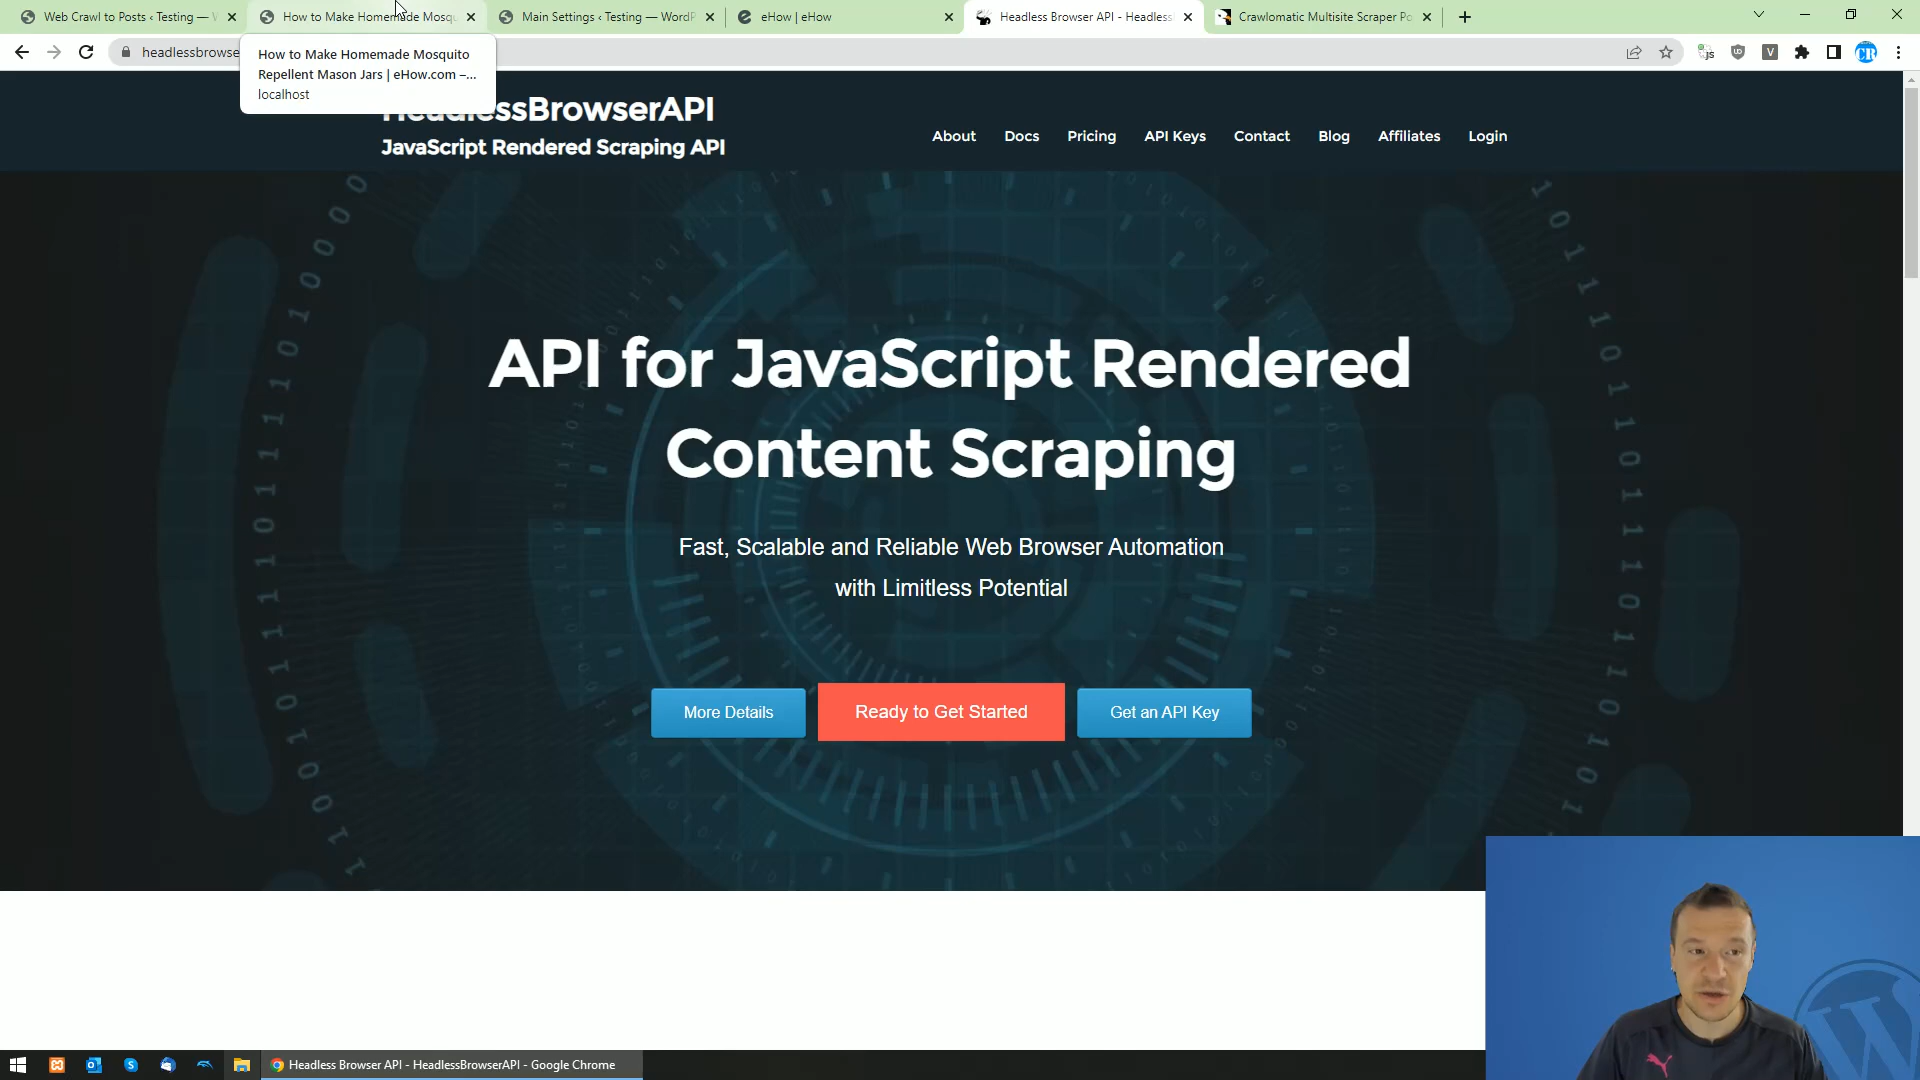 Web Crawl to Posts ‹ Testing —
How to Make Homemade Mosqu
Main Settings ‹ Testing — WordP
eHow | eHow
Headless Browser API - Headless
Crawlomatic Multisite Scraper Po
headlessbrowse
How to Make Homemade Mosquito
Repellent Mason Jars | eHow.com –...
localhost
HeadlessBrowserAPI
JavaScript Rendered Scraping API
About
Docs
Pricing
API Keys
Contact
Blog
Affiliates
Login
API for JavaScript Rendered
Content Scraping
Fast, Scalable and Reliable Web Browser Automation
with Limitless Potential
More Details
Ready to Get Started
Get an API Key
Headless Browser API - HeadlessBrowserAPI - Google Chrome